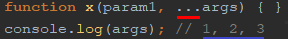 function x(param1, ...args) { }
console.log(args); // 1, 2, 3